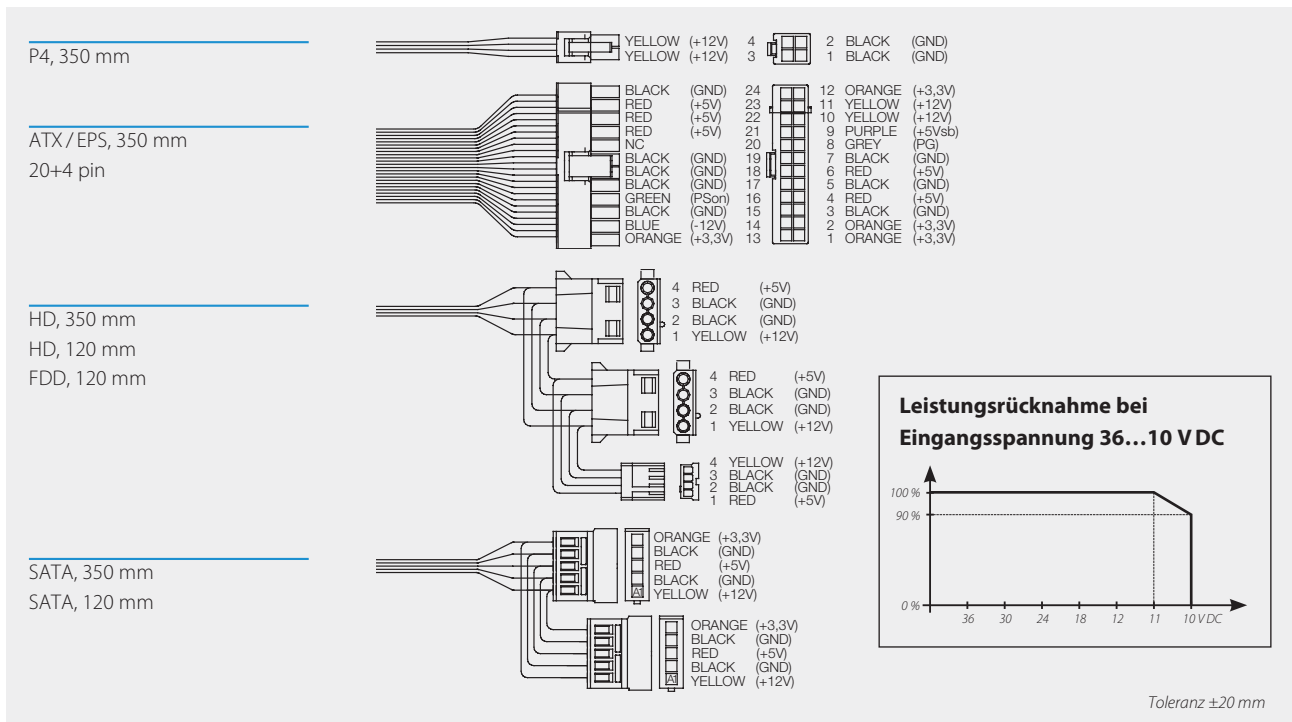 P4, 350 mm
YELLOW (+12V) 4 2 BLACK (GND)
YELLOW (+12V) 3 1 BLACK (GND)
ATX / EPS, 350 mm
20+4 pin
BLACK (GND) 24 12 ORANGE (+3,3V)
RED (+5V) 23 11 YELLOW (+12V)
RED (+5V) 22 10 YELLOW (+12V)
RED (+5V) 21 9 PURPLE (+5Vsb)
NC 20 8 GREY (PG)
BLACK (GND) 19 7 BLACK (GND)
BLACK (GND) 18 6 RED (+5V)
BLACK (GND) 17 5 BLACK (GND)
GREEN (PSon) 16 4 RED (+5V)
BLACK (GND) 15 3 BLACK (GND)
BLUE (-12V) 14 2 ORANGE (+3,3V)
ORANGE (+3,3V) 13 1 ORANGE (+3,3V)
HD, 350 mm
HD, 120 mm
FDD, 120 mm
4 RED (+5V)
3 BLACK (GND)
2 BLACK (GND)
1 YELLOW (+12V)
4 RED (+5V)
3 BLACK (GND)
2 BLACK (GND)
1 YELLOW (+12V)
4 YELLOW (+12V)
3 BLACK (GND)
2 BLACK (GND)
1 RED (+5V)
SATA, 350 mm
SATA, 120 mm
ORANGE (+3,3V)
BLACK (GND)
RED (+5V)
BLACK (GND)
A1 YELLOW (+12V)
ORANGE (+3,3V)
BLACK (GND)
RED (+5V)
BLACK (GND)
A1 YELLOW (+12V)
Leistungsrücknahme bei
Eingangsspannung 36…10 V DC
100 %
90 %
0 %
36 30 24 18 12 11 10 V DC
Toleranz ±20 mm